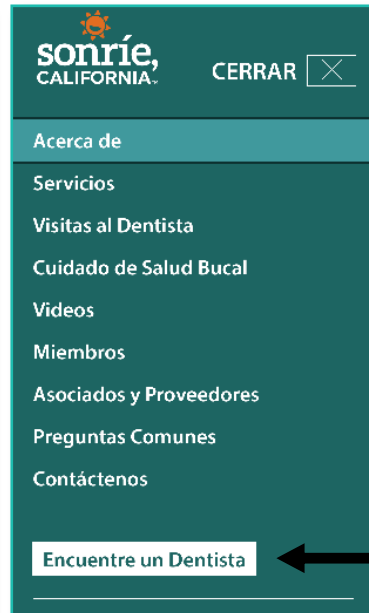 sonríe,
CALIFORNIA™
CERRAR
Acerca de
Servicios
Visitas al Dentista
Cuidado de Salud Bucal
Videos
Miembros
Asociados y Proveedores
Preguntas Comunes
Contáctenos
Encuentre un Dentista